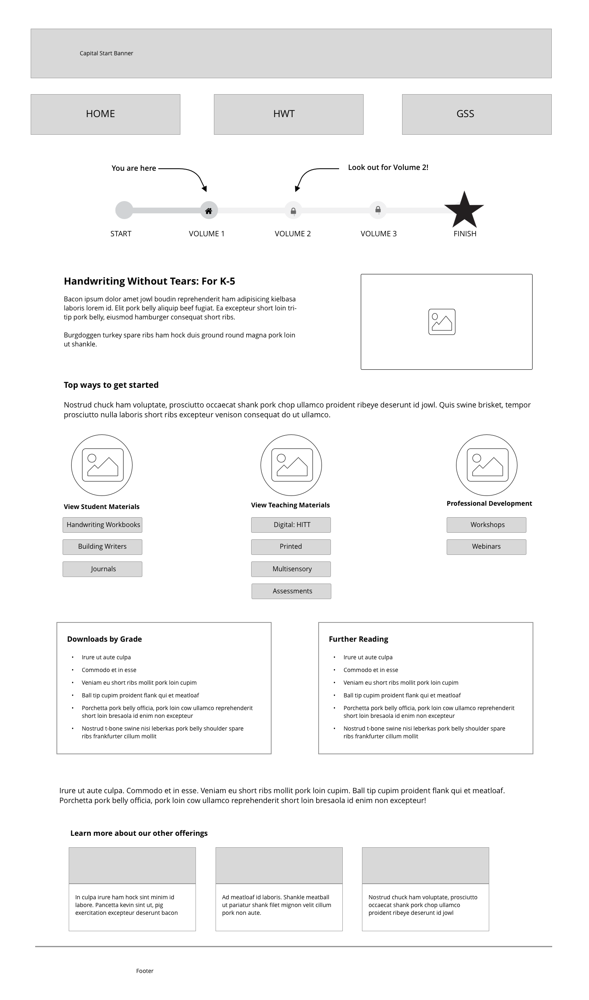 Capital Start Banner
HOME
HWT
GSS
You are here
Look out for Volume 2!
START
VOLUME 1
VOLUME 2
VOLUME 3
FINISH
Handwriting Without Tears: For K-5
Bacon ipsum dolor amet jowl boudin reprehenderit ham adipisicing kielbasa
laboris lorem id. Elit pork belly aliquip beef fugiat. Ea excepteur short loin tri-
tip pork belly, eiusmod hamburger consequat short ribs.
Burgdoggen turkey spare ribs ham hock duis ground round magna pork loin
ut shankle.
Top ways to get started
Nostrud chuck ham voluptate, prosciutto occaecat shank pork chop ullamco proident ribeye deserunt id jowl. Quis swine brisket, tempor
prosciutto nulla laboris short ribs excepteur venison consequat do ut ullamco.
View Student Materials
Handwriting Workbooks
Building Writers
Journals
View Teaching Materials
Digital: HITT
Printed
Multisensory
Assessments
Professional Development
Workshops
Webinars
Downloads by Grade
• Irure ut aute culpa
• Commodo et in esse
• Veniam eu short ribs mollit pork loin cupim
• Ball tip cupim proident flank qui et meatloaf
• Porchetta pork belly officia, pork loin cow ullamco reprehenderit
short loin bresaola id enim non excepteur
• Nostrud t-bone swine nisi leberkas pork belly shoulder spare
ribs frankfurter cillum mollit
Further Reading
• Irure ut aute culpa
• Commodo et in esse
• Veniam eu short ribs mollit pork loin cupim
• Ball tip cupim proident flank qui et meatloaf
• Porchetta pork belly officia, pork loin cow ullamco reprehenderit
short loin bresaola id enim non excepteur
• Nostrud t-bone swine nisi leberkas pork belly shoulder spare
ribs frankfurter cillum mollit
Irure ut aute culpa. Commodo et in esse. Veniam eu short ribs mollit pork loin cupim. Ball tip cupim proident flank qui et meatloaf.
Porchetta pork belly officia, pork loin cow ullamco reprehenderit short loin bresaola id enim non excepteur!
Learn more about our other offerings
In culpa irure ham hock sint minim id
labore. Pancetta kevin sint ut, pig
exercitation excepteur deserunt bacon
Ad meatloaf id laboris. Shankle meatball
ut pariatur shank filet mignon velit cillum
pork non aute.
Nostrud chuck ham voluptate, prosciutto
occaecat shank pork chop ullamco
proident ribeye deserunt id jowl
Footer